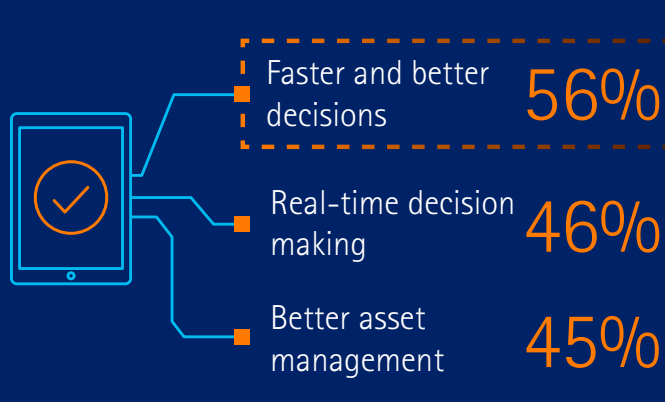 Faster and better
decisions
56%
Real-time decision
making
46%
Better asset
management
45%